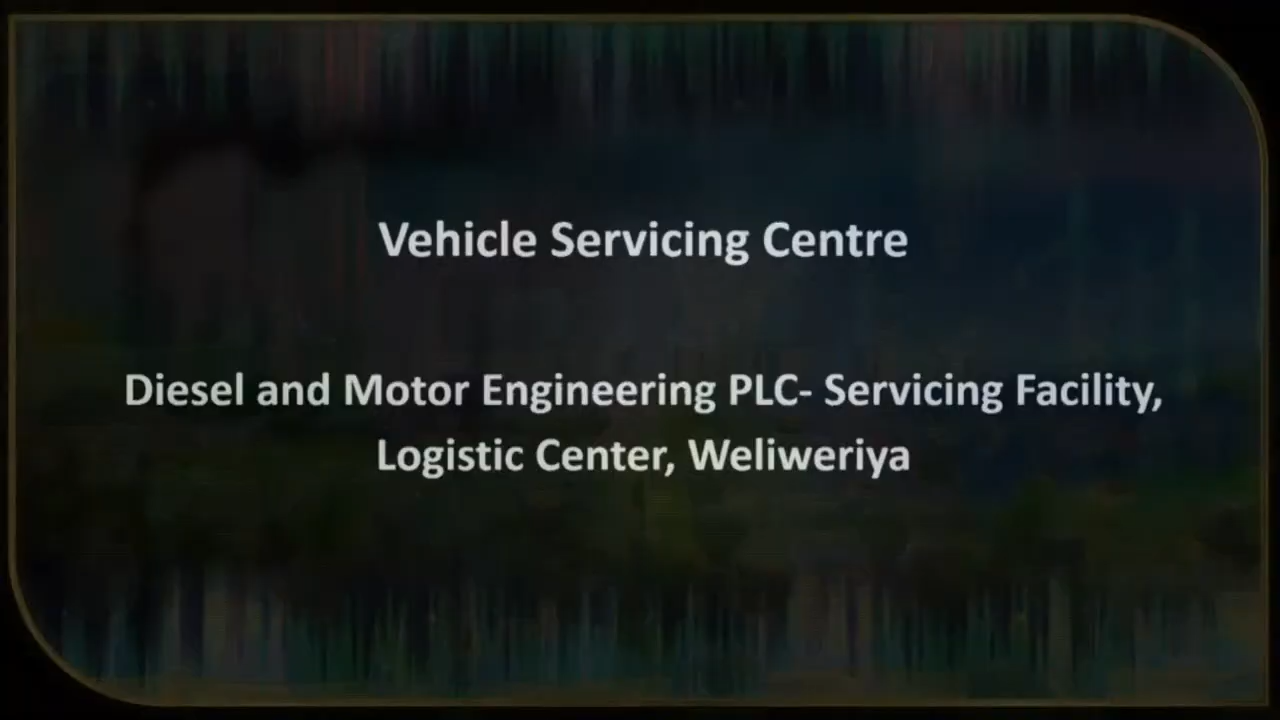 Vehicle Servicing Centre
Diesel and Motor Engineering PLC- Servicing Facility,
Logistic Center, Weliweriya